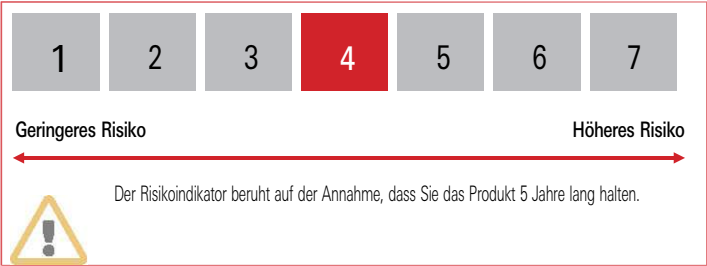 1 2 3 4 5 6 7
Geringeres Risiko Höheres Risiko
Der Risikoindikator beruht auf der Annahme, dass Sie das Produkt 5 Jahre lang halten.